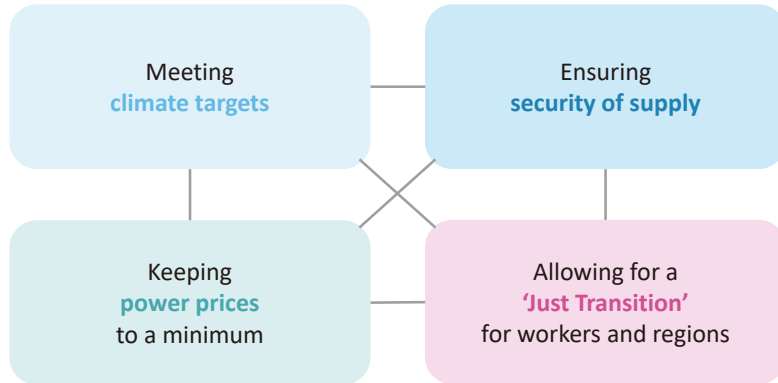 Meeting
climate targets
Ensuring
security of supply
Keeping
power prices
to a minimum
Allowing for a
‘Just Transition’
for workers and regions